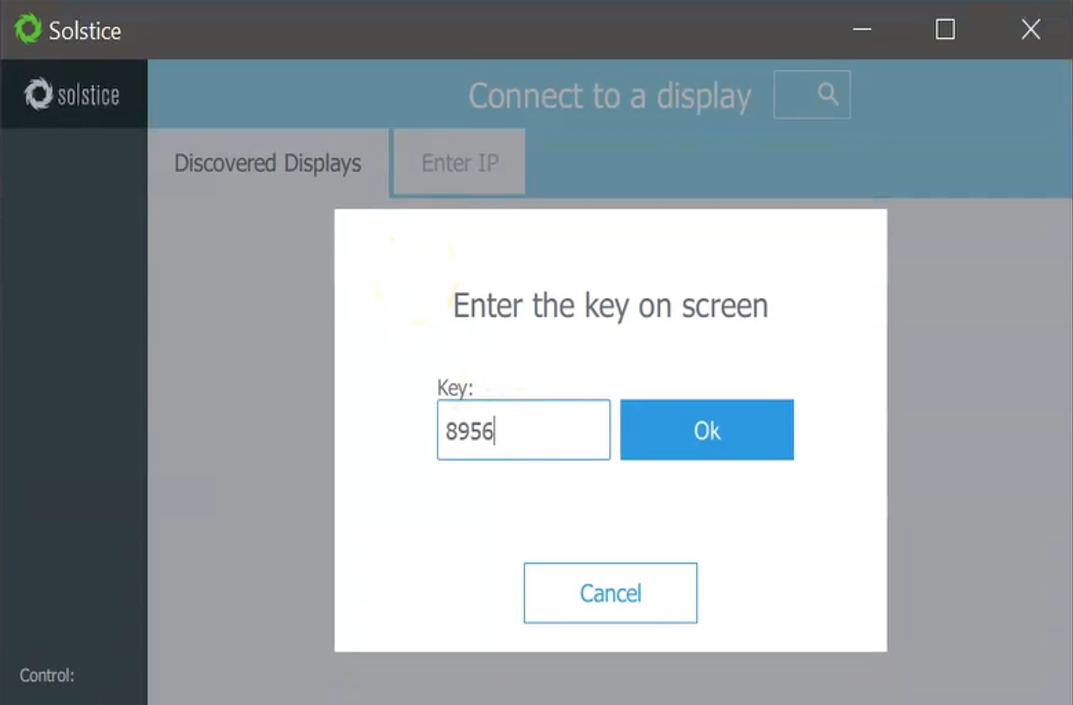 Solstice
solstice
Connect to a display
Discovered Displays
Enter IP
Enter the key on screen
Key:
8956
Ok
Cancel
Control: